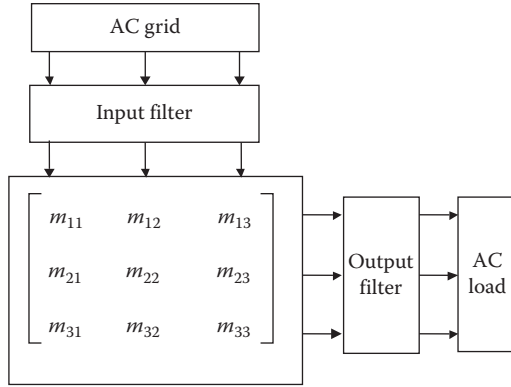 AC grid
Input filter
m11 m12 m13
m21 m22 m23
m31 m32 m33
Output
filter
AC
load